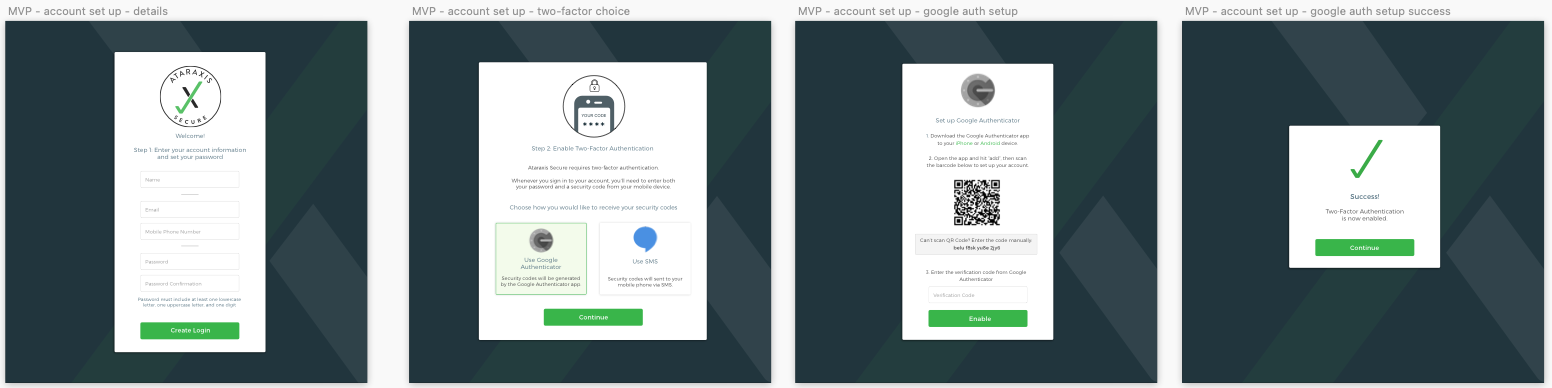 MVP - account set up - details
ATARAXIS
X
SECURE
Welcome!
Step 1: Enter your account information
and set your password
Name
Email
Mobile Phone Number
Password
Password Confirmation
Password must include at least one lowercase
letter, one uppercase letter, and one digit
Create Login
MVP - account set up - two-factor choice
YOUR CODE
****
Step 2: Enable Two-Factor Authentication
Ataraxis Secure requires two-factor authentication.
Whenever you sign in to your account, you'll need to enter both
your password and a security code from your mobile device.
Choose how you would like to receive your security codes
Use Google
Authenticator
Security codes will be generated
by the Google Authenticator app
Use SMS
Security codes will sent to your
mobile phone via SMS.
Continue
MVP - account set up - google auth setup
Set up Google Authenticator
1. Download the Google Authenticator app
to your iPhone or Android device.
2. Open the app and hit "add", then scan
the barcode below to set up your account
Can't scan QR Code? Enter the code manually
3. Enter the verification code from Google
Authenticator
Verification Code
Enable
MVP - account set up - google auth setup success
Success!
Two-Factor Authentication
is now enabled.
Continue